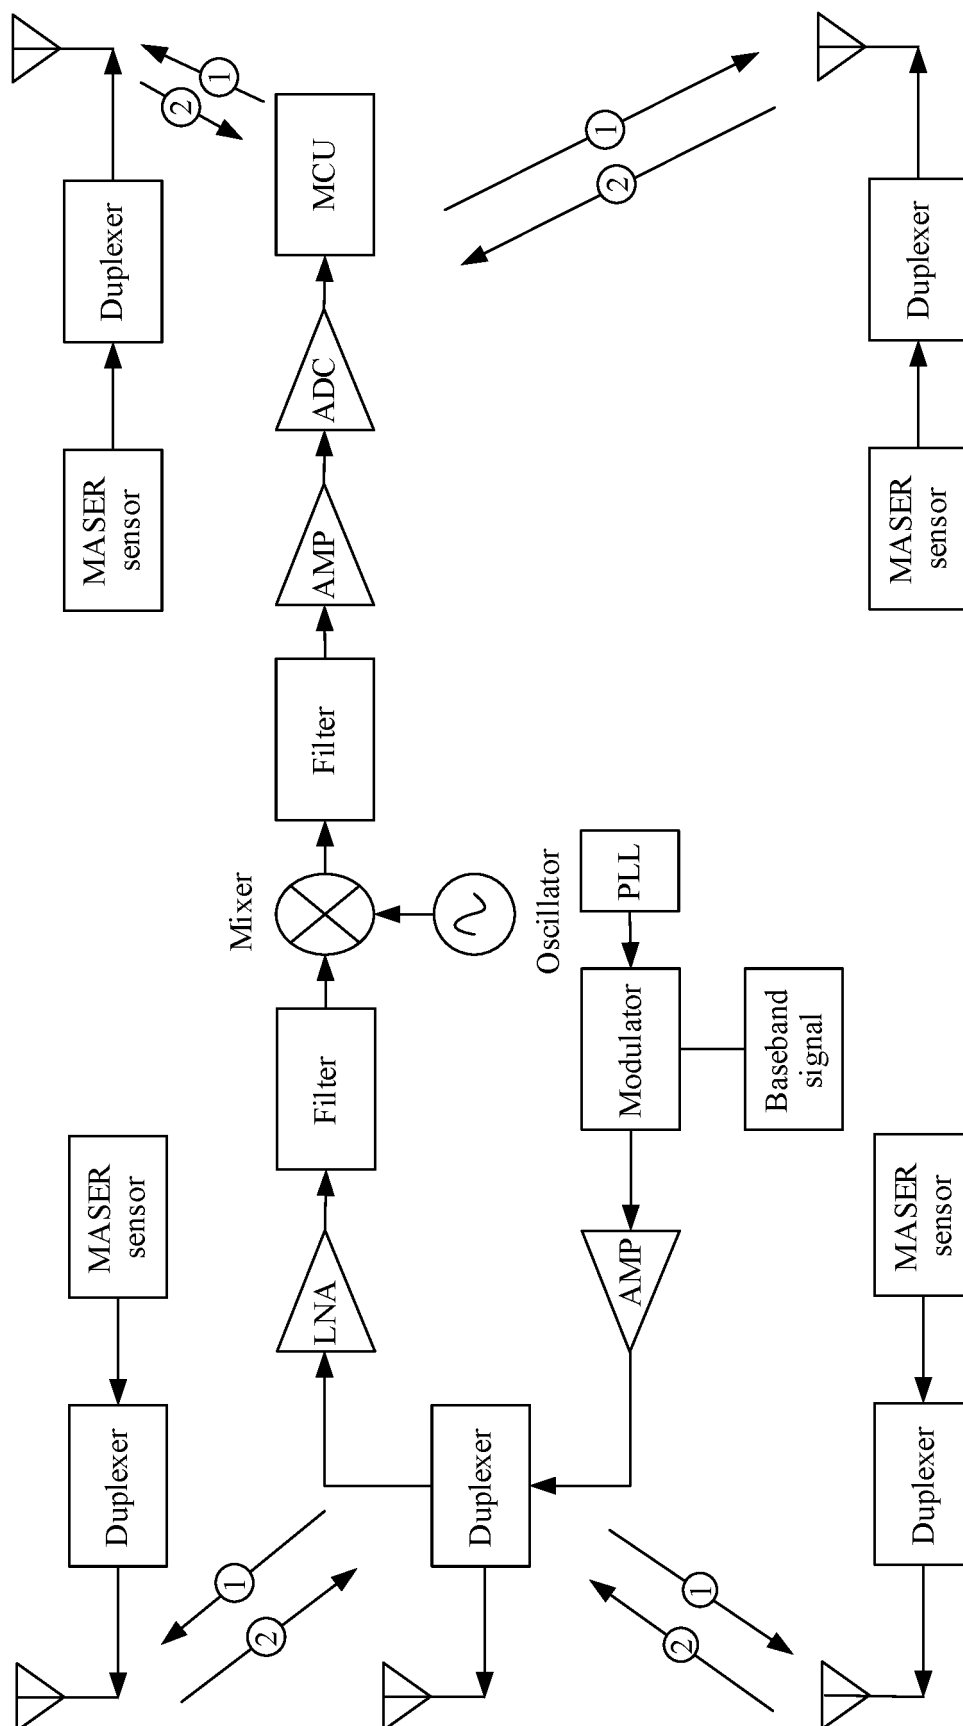 MASER
sensor
Duplexer
1
2
MASER
sensor
Duplexer
1
2
Duplexer
LNA
Filter
Mixer
Filter
AMP
ADC
MCU
Oscillator
PLL
Modulator
Baseband
signal
AMP
1
2
MASER
sensor
Duplexer
1
2
MASER
sensor
Duplexer